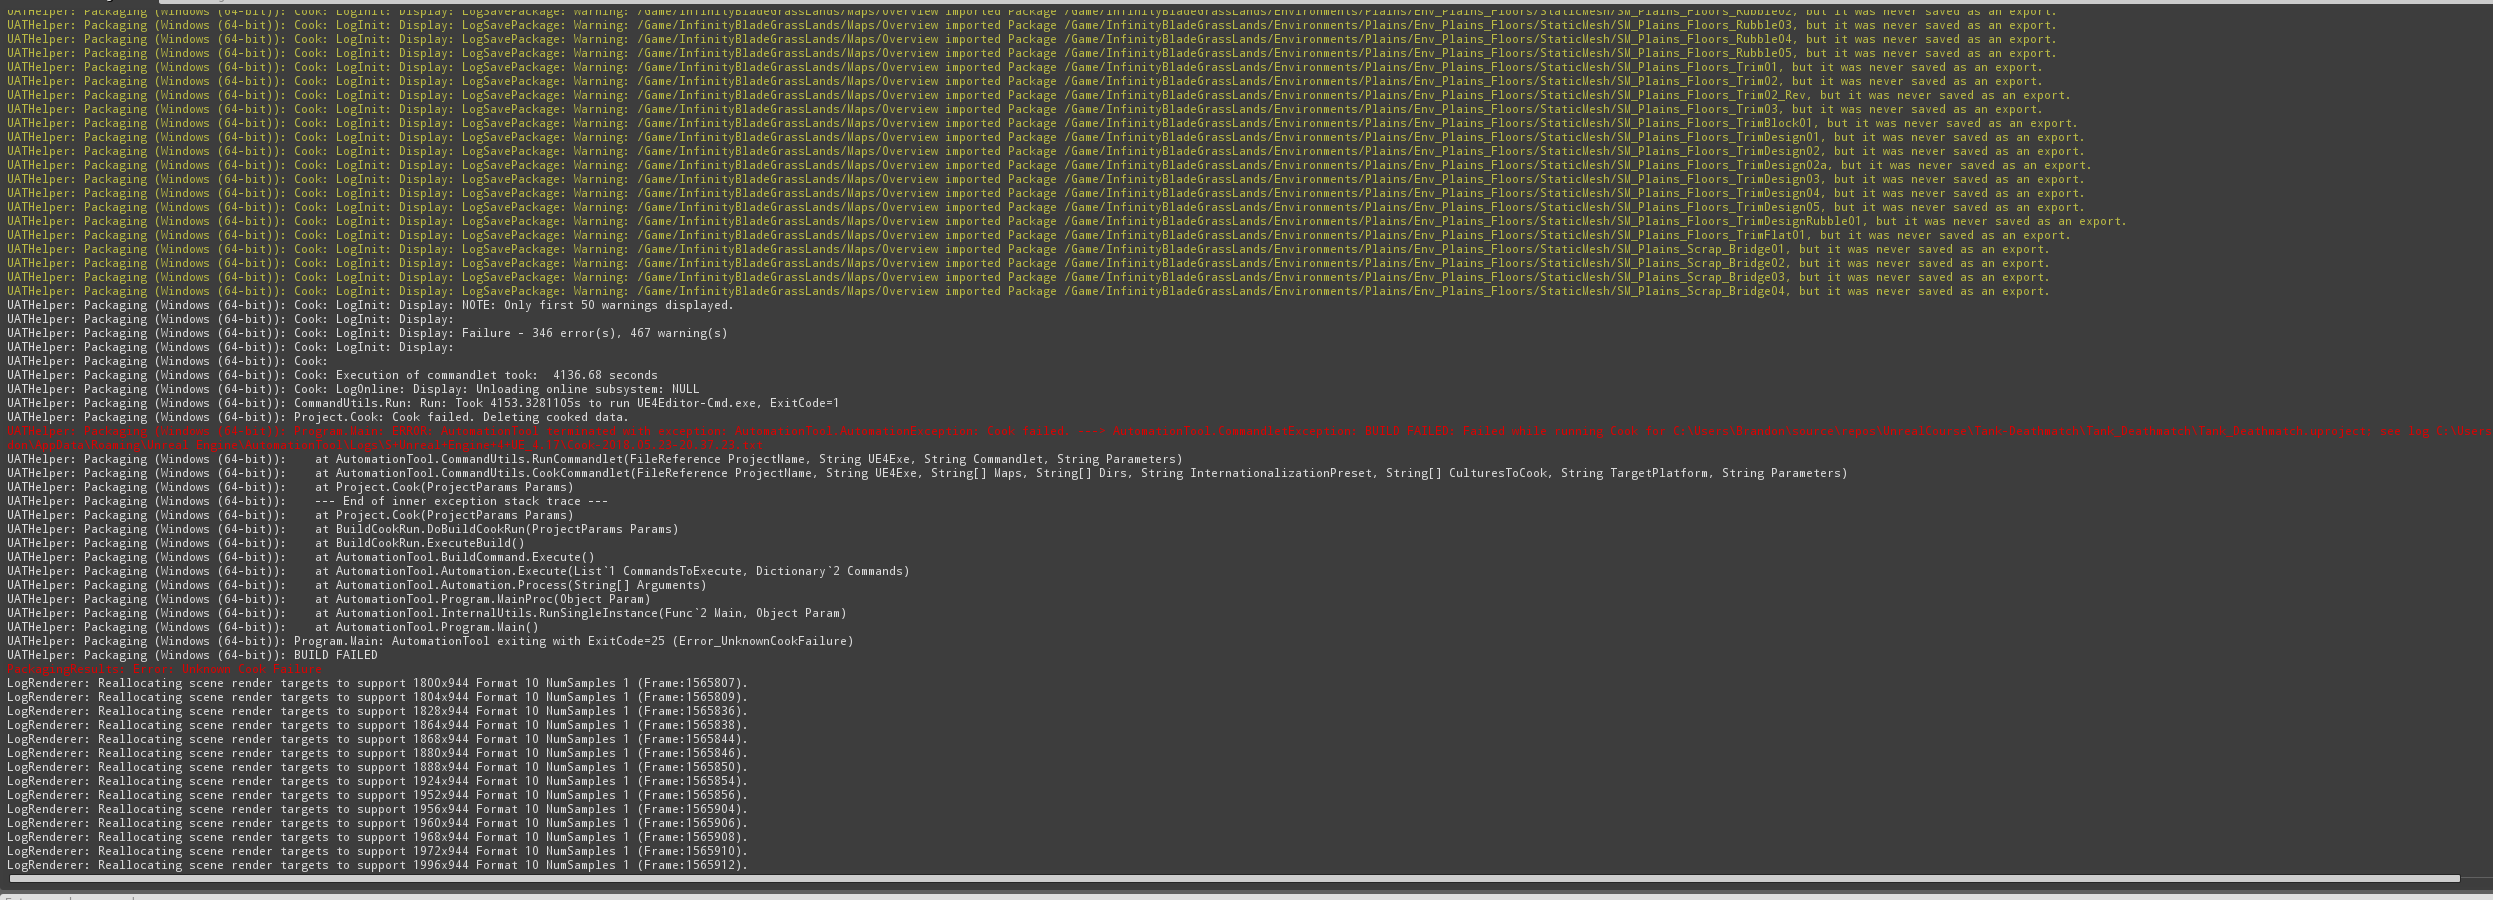 UATHelper: Packaging (Windows (64-bit)): Cook: LogInit: Display: LogSavePackage: Warning: /Game/InfinityBladeGrassLands/Maps/Overview imported Package /Game/InfinityBladeGrassLands/Environments/Plains/Env_Plains_Floors/StaticMesh/SM_Plains_Floors_Rubble02, but it was never saved as an export.
UATHelper: Packaging (Windows (64-bit)): Cook: LogInit: Display: LogSavePackage: Warning: /Game/InfinityBladeGrassLands/Maps/Overview imported Package /Game/InfinityBladeGrassLands/Environments/Plains/Env_Plains_Floors/StaticMesh/SM_Plains_Floors_Rubble03, but it was never saved as an export.
UATHelper: Packaging (Windows (64-bit)): Cook: LogInit: Display: LogSavePackage: Warning: /Game/InfinityBladeGrassLands/Maps/Overview imported Package /Game/InfinityBladeGrassLands/Environments/Plains/Env_Plains_Floors/StaticMesh/SM_Plains_Floors_Rubble04, but it was never saved as an export.
UATHelper: Packaging (Windows (64-bit)): Cook: LogInit: Display: LogSavePackage: Warning: /Game/InfinityBladeGrassLands/Maps/Overview imported Package /Game/InfinityBladeGrassLands/Environments/Plains/Env_Plains_Floors/StaticMesh/SM_Plains_Floors_Rubble05, but it was never saved as an export.
UATHelper: Packaging (Windows (64-bit)): Cook: LogInit: Display: LogSavePackage: Warning: /Game/InfinityBladeGrassLands/Maps/Overview imported Package /Game/InfinityBladeGrassLands/Environments/Plains/Env_Plains_Floors/StaticMesh/SM_Plains_Floors_Trim01, but it was never saved as an export.
UATHelper: Packaging (Windows (64-bit)): Cook: LogInit: Display: LogSavePackage: Warning: /Game/InfinityBladeGrassLands/Maps/Overview imported Package /Game/InfinityBladeGrassLands/Environments/Plains/Env_Plains_Floors/StaticMesh/SM_Plains_Floors_Trim02, but it was never saved as an export.
UATHelper: Packaging (Windows (64-bit)): Cook: LogInit: Display: LogSavePackage: Warning: /Game/InfinityBladeGrassLands/Maps/Overview imported Package /Game/InfinityBladeGrassLands/Environments/Plains/Env_Plains_Floors/StaticMesh/SM_Plains_Floors_Trim02_Rev, but it was never saved as an export.
UATHelper: Packaging (Windows (64-bit)): Cook: LogInit: Display: LogSavePackage: Warning: /Game/InfinityBladeGrassLands/Maps/Overview imported Package /Game/InfinityBladeGrassLands/Environments/Plains/Env_Plains_Floors/StaticMesh/SM_Plains_Floors_Trim03, but it was never saved as an export.
UATHelper: Packaging (Windows (64-bit)): Cook: LogInit: Display: LogSavePackage: Warning: /Game/InfinityBladeGrassLands/Maps/Overview imported Package /Game/InfinityBladeGrassLands/Environments/Plains/Env_Plains_Floors/StaticMesh/SM_Plains_Floors_TrimBlock01, but it was never saved as an export.
UATHelper: Packaging (Windows (64-bit)): Cook: LogInit: Display: LogSavePackage: Warning: /Game/InfinityBladeGrassLands/Maps/Overview imported Package /Game/InfinityBladeGrassLands/Environments/Plains/Env_Plains_Floors/StaticMesh/SM_Plains_Floors_TrimDesign01, but it was never saved as an export.
UATHelper: Packaging (Windows (64-bit)): Cook: LogInit: Display: LogSavePackage: Warning: /Game/InfinityBladeGrassLands/Maps/Overview imported Package /Game/InfinityBladeGrassLands/Environments/Plains/Env_Plains_Floors/StaticMesh/SM_Plains_Floors_TrimDesign02, but it was never saved as an export.
UATHelper: Packaging (Windows (64-bit)): Cook: LogInit: Display: LogSavePackage: Warning: /Game/InfinityBladeGrassLands/Maps/Overview imported Package /Game/InfinityBladeGrassLands/Environments/Plains/Env_Plains_Floors/StaticMesh/SM_Plains_Floors_TrimDesign02a, but it was never saved as an export.
UATHelper: Packaging (Windows (64-bit)): Cook: LogInit: Display: LogSavePackage: Warning: /Game/InfinityBladeGrassLands/Maps/Overview imported Package /Game/InfinityBladeGrassLands/Environments/Plains/Env_Plains_Floors/StaticMesh/SM_Plains_Floors_TrimDesign03, but it was never saved as an export.
UATHelper: Packaging (Windows (64-bit)): Cook: LogInit: Display: LogSavePackage: Warning: /Game/InfinityBladeGrassLands/Maps/Overview imported Package /Game/InfinityBladeGrassLands/Environments/Plains/Env_Plains_Floors/StaticMesh/SM_Plains_Floors_TrimDesign04, but it was never saved as an export.
UATHelper: Packaging (Windows (64-bit)): Cook: LogInit: Display: LogSavePackage: Warning: /Game/InfinityBladeGrassLands/Maps/Overview imported Package /Game/InfinityBladeGrassLands/Environments/Plains/Env_Plains_Floors/StaticMesh/SM_Plains_Floors_TrimDesign05, but it was never saved as an export.
UATHelper: Packaging (Windows (64-bit)): Cook: LogInit: Display: LogSavePackage: Warning: /Game/InfinityBladeGrassLands/Maps/Overview imported Package /Game/InfinityBladeGrassLands/Environments/Plains/Env_Plains_Floors/StaticMesh/SM_Plains_Floors_TrimDesignRubble01, but it was never saved as an export.
UATHelper: Packaging (Windows (64-bit)): Cook: LogInit: Display: LogSavePackage: Warning: /Game/InfinityBladeGrassLands/Maps/Overview imported Package /Game/InfinityBladeGrassLands/Environments/Plains/Env_Plains_Floors/StaticMesh/SM_Plains_Floors_TrimFlat01, but it was never saved as an export.
UATHelper: Packaging (Windows (64-bit)): Cook: LogInit: Display: LogSavePackage: Warning: /Game/InfinityBladeGrassLands/Maps/Overview imported Package /Game/InfinityBladeGrassLands/Environments/Plains/Env_Plains_Floors/StaticMesh/SM_Plains_Scrap_Bridge01, but it was never saved as an export.
UATHelper: Packaging (Windows (64-bit)): Cook: LogInit: Display: LogSavePackage: Warning: /Game/InfinityBladeGrassLands/Maps/Overview imported Package /Game/InfinityBladeGrassLands/Environments/Plains/Env_Plains_Floors/StaticMesh/SM_Plains_Scrap_Bridge02, but it was never saved as an export.
UATHelper: Packaging (Windows (64-bit)): Cook: LogInit: Display: LogSavePackage: Warning: /Game/InfinityBladeGrassLands/Maps/Overview imported Package /Game/InfinityBladeGrassLands/Environments/Plains/Env_Plains_Floors/StaticMesh/SM_Plains_Scrap_Bridge03, but it was never saved as an export.
UATHelper: Packaging (Windows (64-bit)): Cook: LogInit: Display: LogSavePackage: Warning: /Game/InfinityBladeGrassLands/Maps/Overview imported Package /Game/InfinityBladeGrassLands/Environments/Plains/Env_Plains_Floors/StaticMesh/SM_Plains_Scrap_Bridge04, but it was never saved as an export.
UATHelper: Packaging (Windows (64-bit)): Cook: LogInit: Display: NOTE: Only first 50 warnings displayed.
UATHelper: Packaging (Windows (64-bit)): Cook: LogInit: Display:
UATHelper: Packaging (Windows (64-bit)): Cook: LogInit: Display: Failure - 346 error(s), 467 warning(s)
UATHelper: Packaging (Windows (64-bit)): Cook: LogInit: Display:
UATHelper: Packaging (Windows (64-bit)): Cook:
UATHelper: Packaging (Windows (64-bit)): Cook: Execution of commandlet took:  4136.68 seconds
UATHelper: Packaging (Windows (64-bit)): Cook: LogOnline: Display: Unloading online subsystem: NULL
UATHelper: Packaging (Windows (64-bit)): CommandUtils.Run: Run: Took 4153.3281105s to run UE4Editor-Cmd.exe, ExitCode=1
UATHelper: Packaging (Windows (64-bit)): Project.Cook: Cook failed. Deleting cooked data.
UATHelper: Packaging (Windows (64-bit)): Program.Main: ERROR: AutomationTool terminated with exception: AutomationTool.AutomationException: Cook failed. ---> AutomationTool.CommandletException: BUILD FAILED: Failed while running Cook for
UATHelper: Packaging (Windows (64-bit)):    at AutomationTool.CommandUtils.RunCommandlet(FileReference ProjectName, String UE4Exe, String Commandlet, String Parameters)
UATHelper: Packaging (Windows (64-bit)):    at AutomationTool.CommandUtils.CookCommandlet(FileReference ProjectName, String UE4Exe, String[] Maps, String[] Dirs, String InternationalizationPreset, String[] CulturesToCook, String TargetPlatform, String Parameters)
UATHelper: Packaging (Windows (64-bit)):    at Project.Cook(ProjectParams Params)
UATHelper: Packaging (Windows (64-bit)):    --- End of inner exception stack trace ---
UATHelper: Packaging (Windows (64-bit)):    at Project.Cook(ProjectParams Params)
UATHelper: Packaging (Windows (64-bit)):    at BuildCookRun.DoBuildCookRun(ProjectParams Params)
UATHelper: Packaging (Windows (64-bit)):    at BuildCookRun.ExecuteBuild()
UATHelper: Packaging (Windows (64-bit)):    at AutomationTool.BuildCommand.Execute()
UATHelper: Packaging (Windows (64-bit)):    at AutomationTool.Automation.Execute(List`1 CommandsToExecute, Dictionary`2 Commands)
UATHelper: Packaging (Windows (64-bit)):    at AutomationTool.Automation.Process(String[] Arguments)
UATHelper: Packaging (Windows (64-bit)):    at AutomationTool.Program.MainProc(Object Param)
UATHelper: Packaging (Windows (64-bit)):    at AutomationTool.InternalUtils.RunSingleInstance(Func`2 Main, Object Param)
UATHelper: Packaging (Windows (64-bit)):    at AutomationTool.Program.Main()
UATHelper: Packaging (Windows (64-bit)): Program.Main: AutomationTool exiting with ExitCode=25 (Error_UnknownCookFailure)
UATHelper: Packaging (Windows (64-bit)): BUILD FAILED
PackagingResults: Error: Unknown Cook Failure
LogRenderer: Reallocating scene render targets to support 1800x944 Format 10 NumSamples 1 (Frame:1565807).
LogRenderer: Reallocating scene render targets to support 1804x944 Format 10 NumSamples 1 (Frame:1565809).
LogRenderer: Reallocating scene render targets to support 1828x944 Format 10 NumSamples 1 (Frame:1565836).
LogRenderer: Reallocating scene render targets to support 1864x944 Format 10 NumSamples 1 (Frame:1565838).
LogRenderer: Reallocating scene render targets to support 1868x944 Format 10 NumSamples 1 (Frame:1565844).
LogRenderer: Reallocating scene render targets to support 1880x944 Format 10 NumSamples 1 (Frame:1565846).
LogRenderer: Reallocating scene render targets to support 1888x944 Format 10 NumSamples 1 (Frame:1565850).
LogRenderer: Reallocating scene render targets to support 1924x944 Format 10 NumSamples 1 (Frame:1565854).
LogRenderer: Reallocating scene render targets to support 1952x944 Format 10 NumSamples 1 (Frame:1565856).
LogRenderer: Reallocating scene render targets to support 1956x944 Format 10 NumSamples 1 (Frame:1565904).
LogRenderer: Reallocating scene render targets to support 1960x944 Format 10 NumSamples 1 (Frame:1565906).
LogRenderer: Reallocating scene render targets to support 1968x944 Format 10 NumSamples 1 (Frame:1565908).
LogRenderer: Reallocating scene render targets to support 1972x944 Format 10 NumSamples 1 (Frame:1565910).
LogRenderer: Reallocating scene render targets to support 1996x944 Format 10 NumSamples 1 (Frame:1565912).